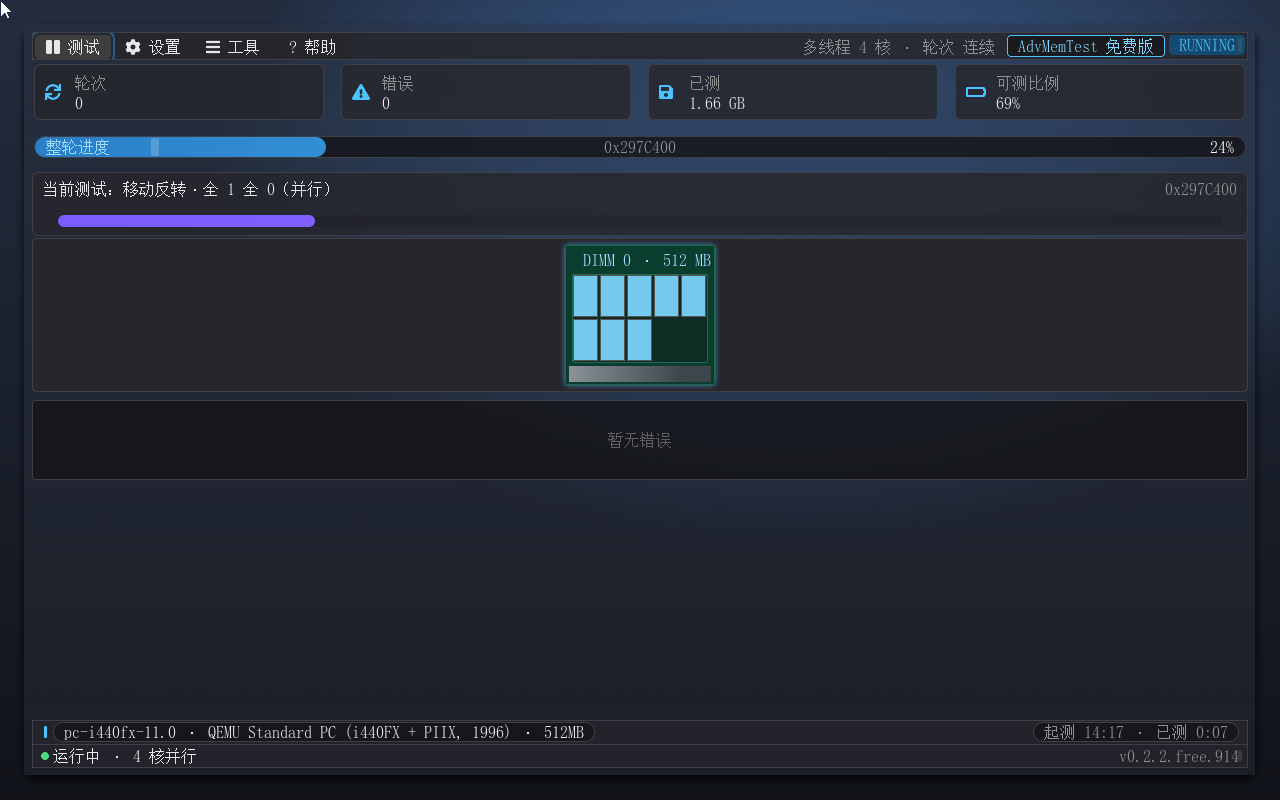 测试 设置 工具 ? 帮助 多线程 4 核 · 轮次 连续 AdvMemTest 免费版 RUNNING
轮次 错误 已测 可测比例
0 0 1.66 GB 69%
整轮进度 0x297C400 24%
当前测试: 移动反转 · 全 1 全 0 (并行) 0x297C400
DIMM 0 · 512 MB
暂无错误
pc-i440fx-11.0 · QEMU Standard PC (i440FX + PIIX, 1996) · 512MB 起测 14:17 · 已测 0:07
运行中 · 4 核并行 v0.2.2.free.914